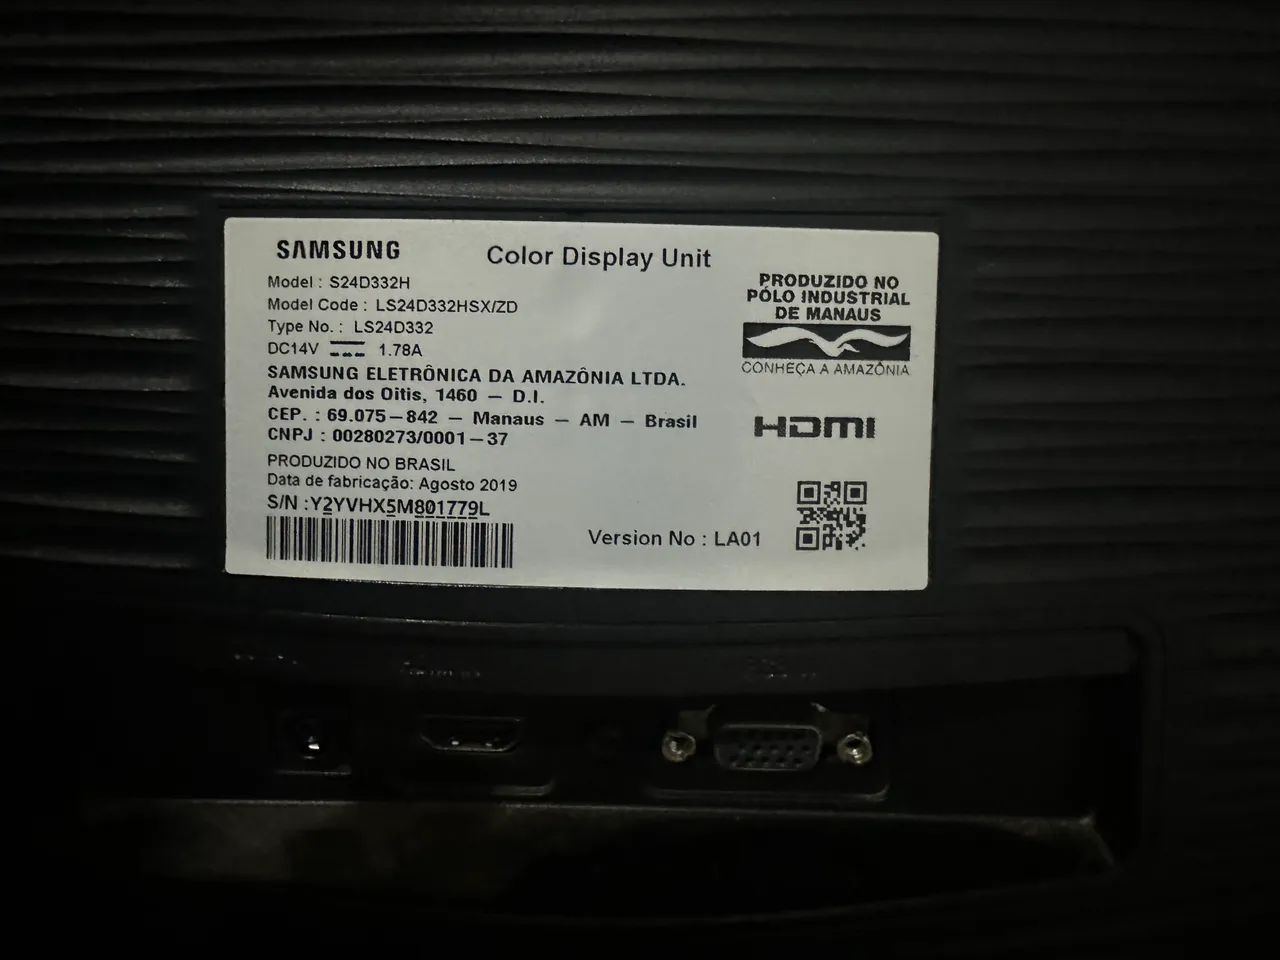 SAMSUNG
Color Display Unit
Model : S24D332H
Model Code : LS24D332HSX/ZD
Type No. : LS24D332
DC14V 1.78A
SAMSUNG ELETRÔNICA DA AMAZÔNIA LTDA.
Avenida dos Oitis, 1460 – D.I.
CEP. : 69.075–842 – Manaus – AM – Brasil
CNPJ : 00280273/0001–37
PRODUZIDO NO BRASIL
Data de fabricação: Agosto 2019
S/N :Y2YVHX5M801779L
Version No : LA01
PRODUZIDO NO
PÓLO INDUSTRIAL
DE MANAUS
CONHEÇA A AMAZÔNIA
HDMI